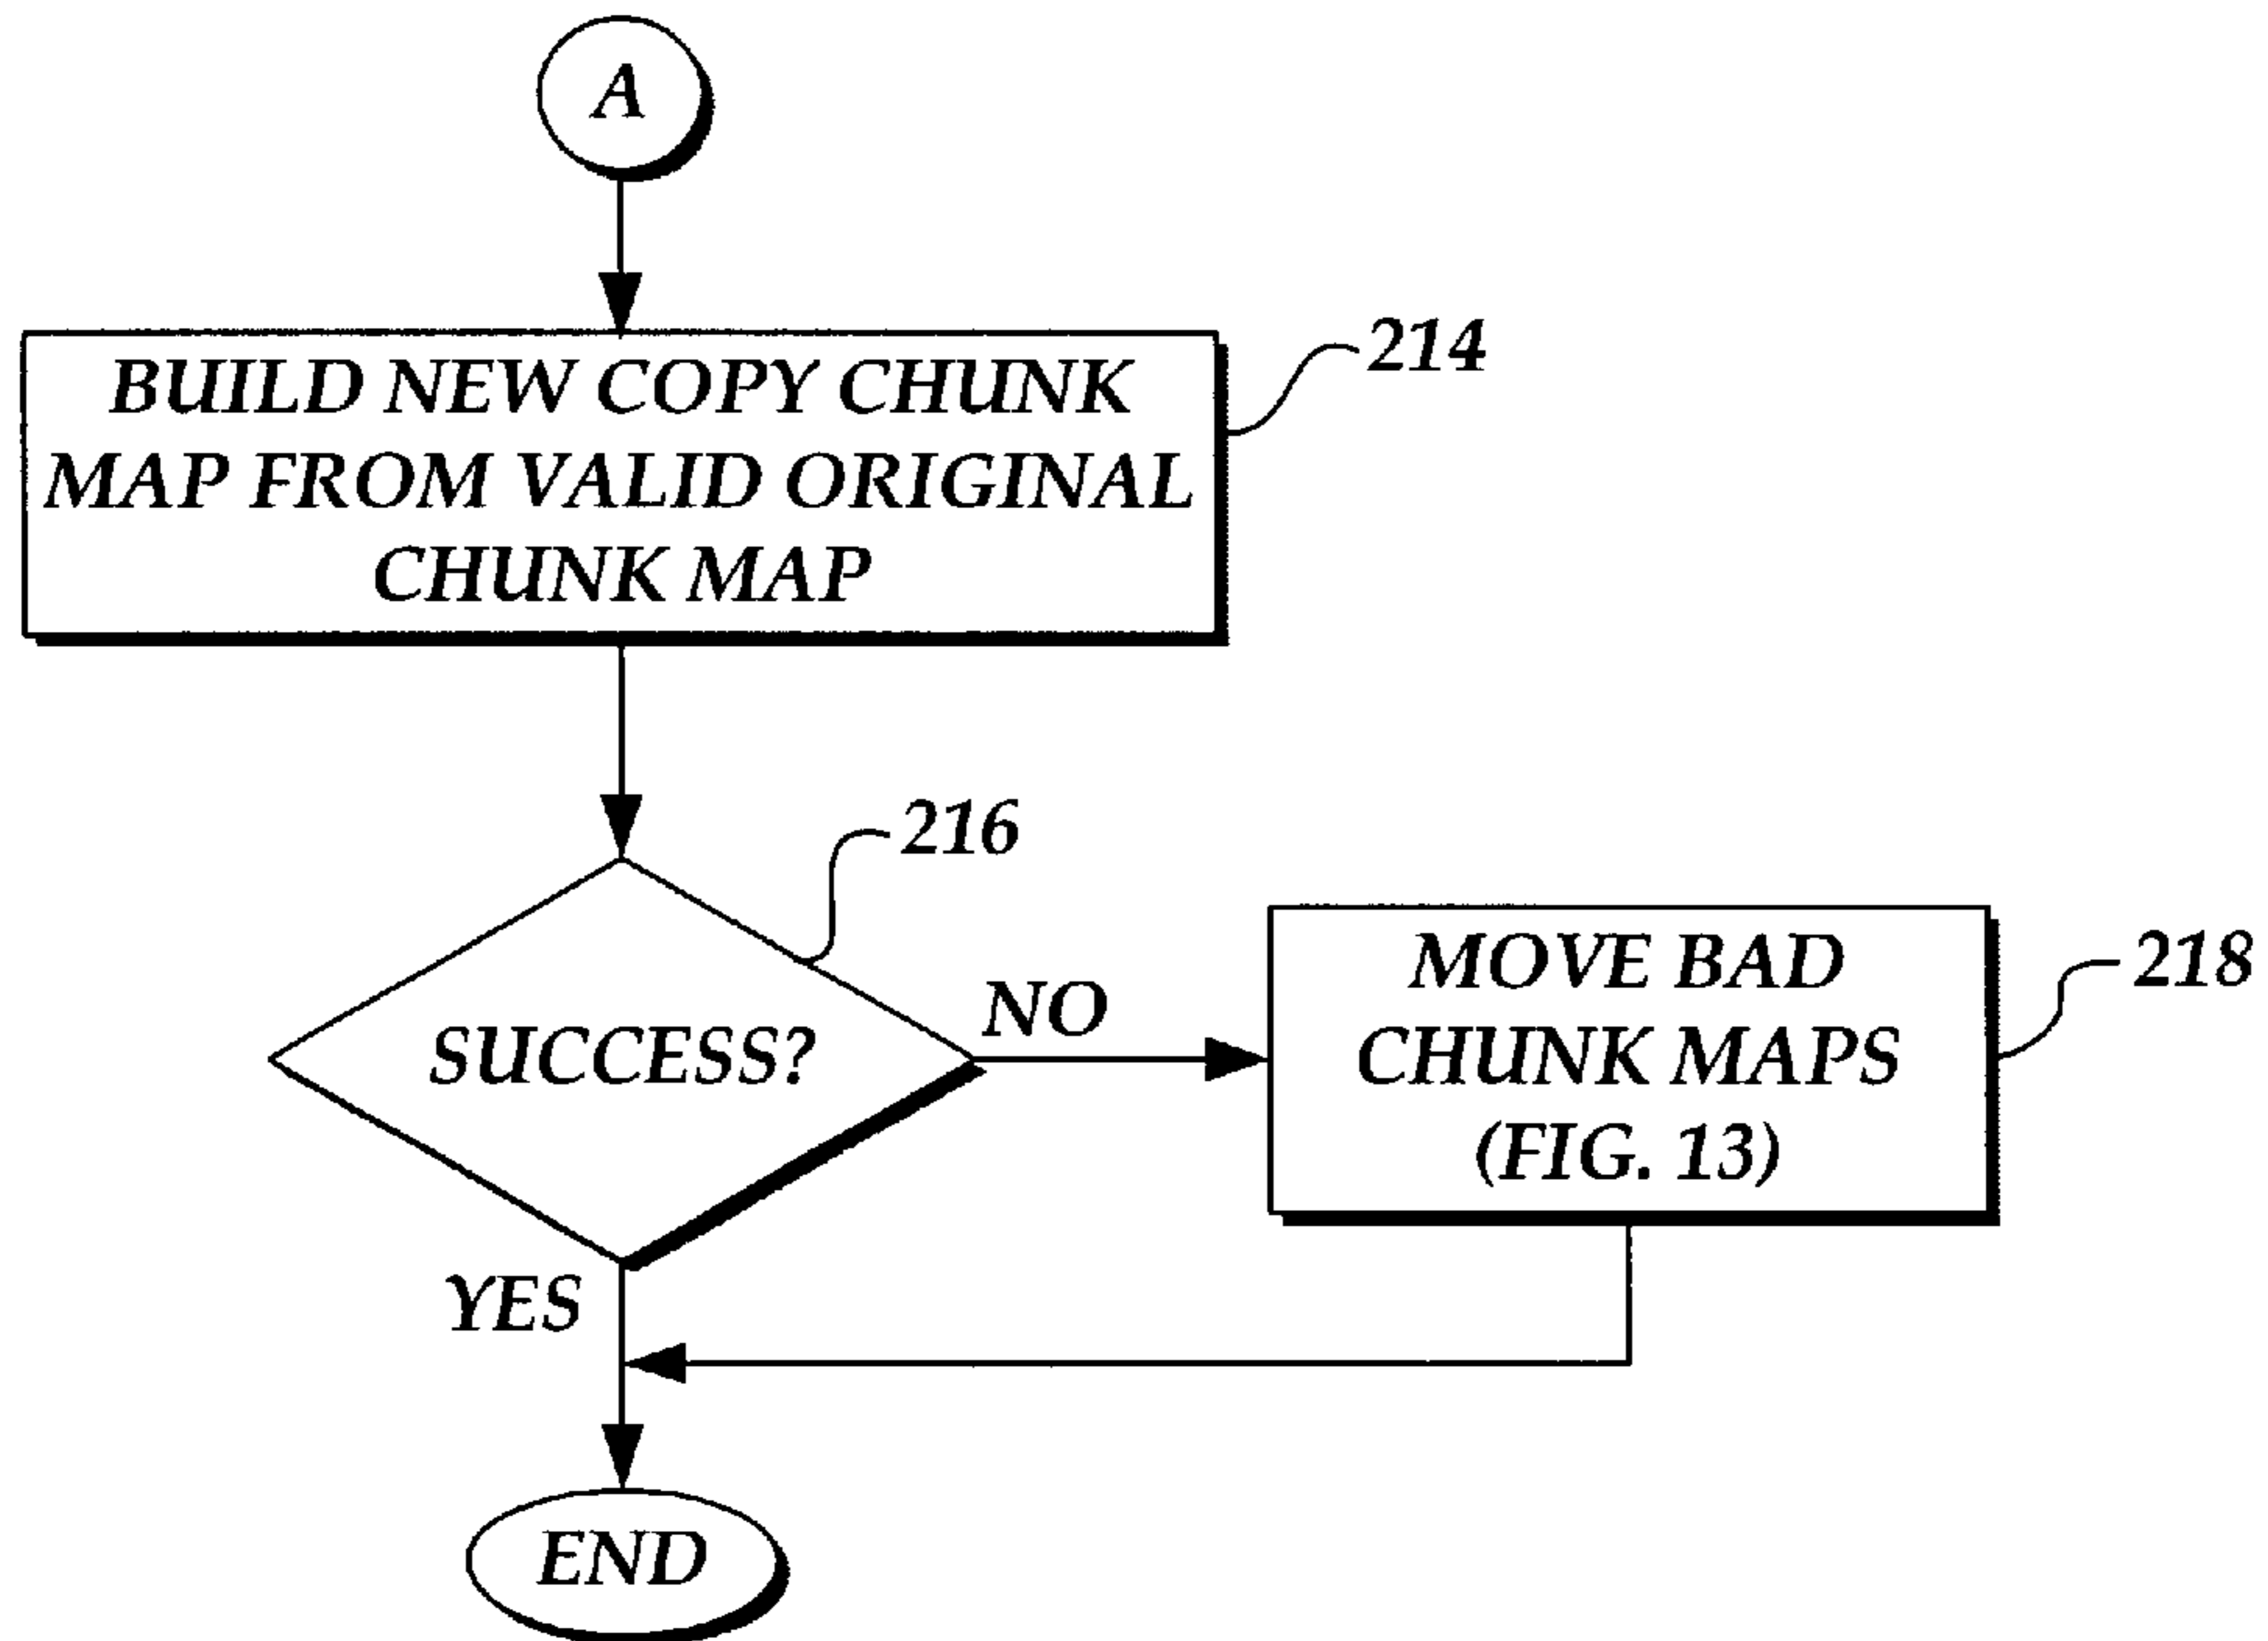 A
BUILD NEW COPY CHUNK
MAP FROM VALID ORIGINAL
CHUNK MAP
214
216
SUCCESS?
NO
MOVE BAD
CHUNK MAPS
(FIG. 13)
218
YES
END